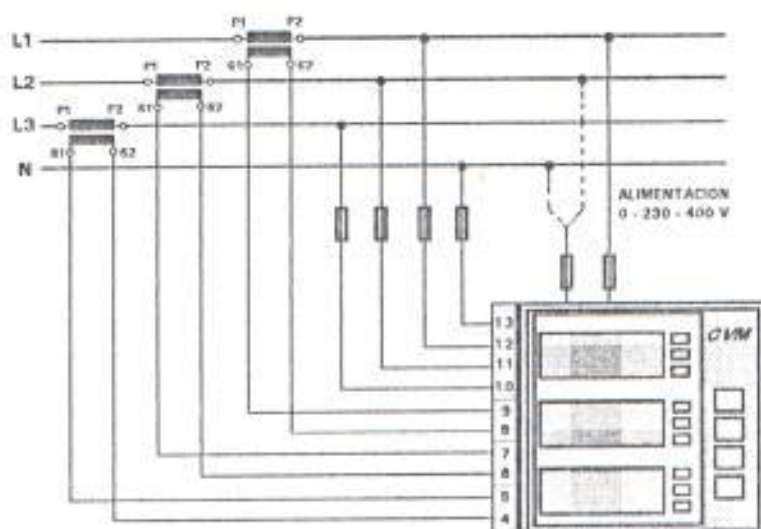 P1 P2
L1
S1 S2
P1 P2
L2
S1 S2
P1 P2
L3
S1 S2
N
ALIMENTACION
0 - 230 - 400 V
13
CVM
12
11
10
9
8
7
6
5
4